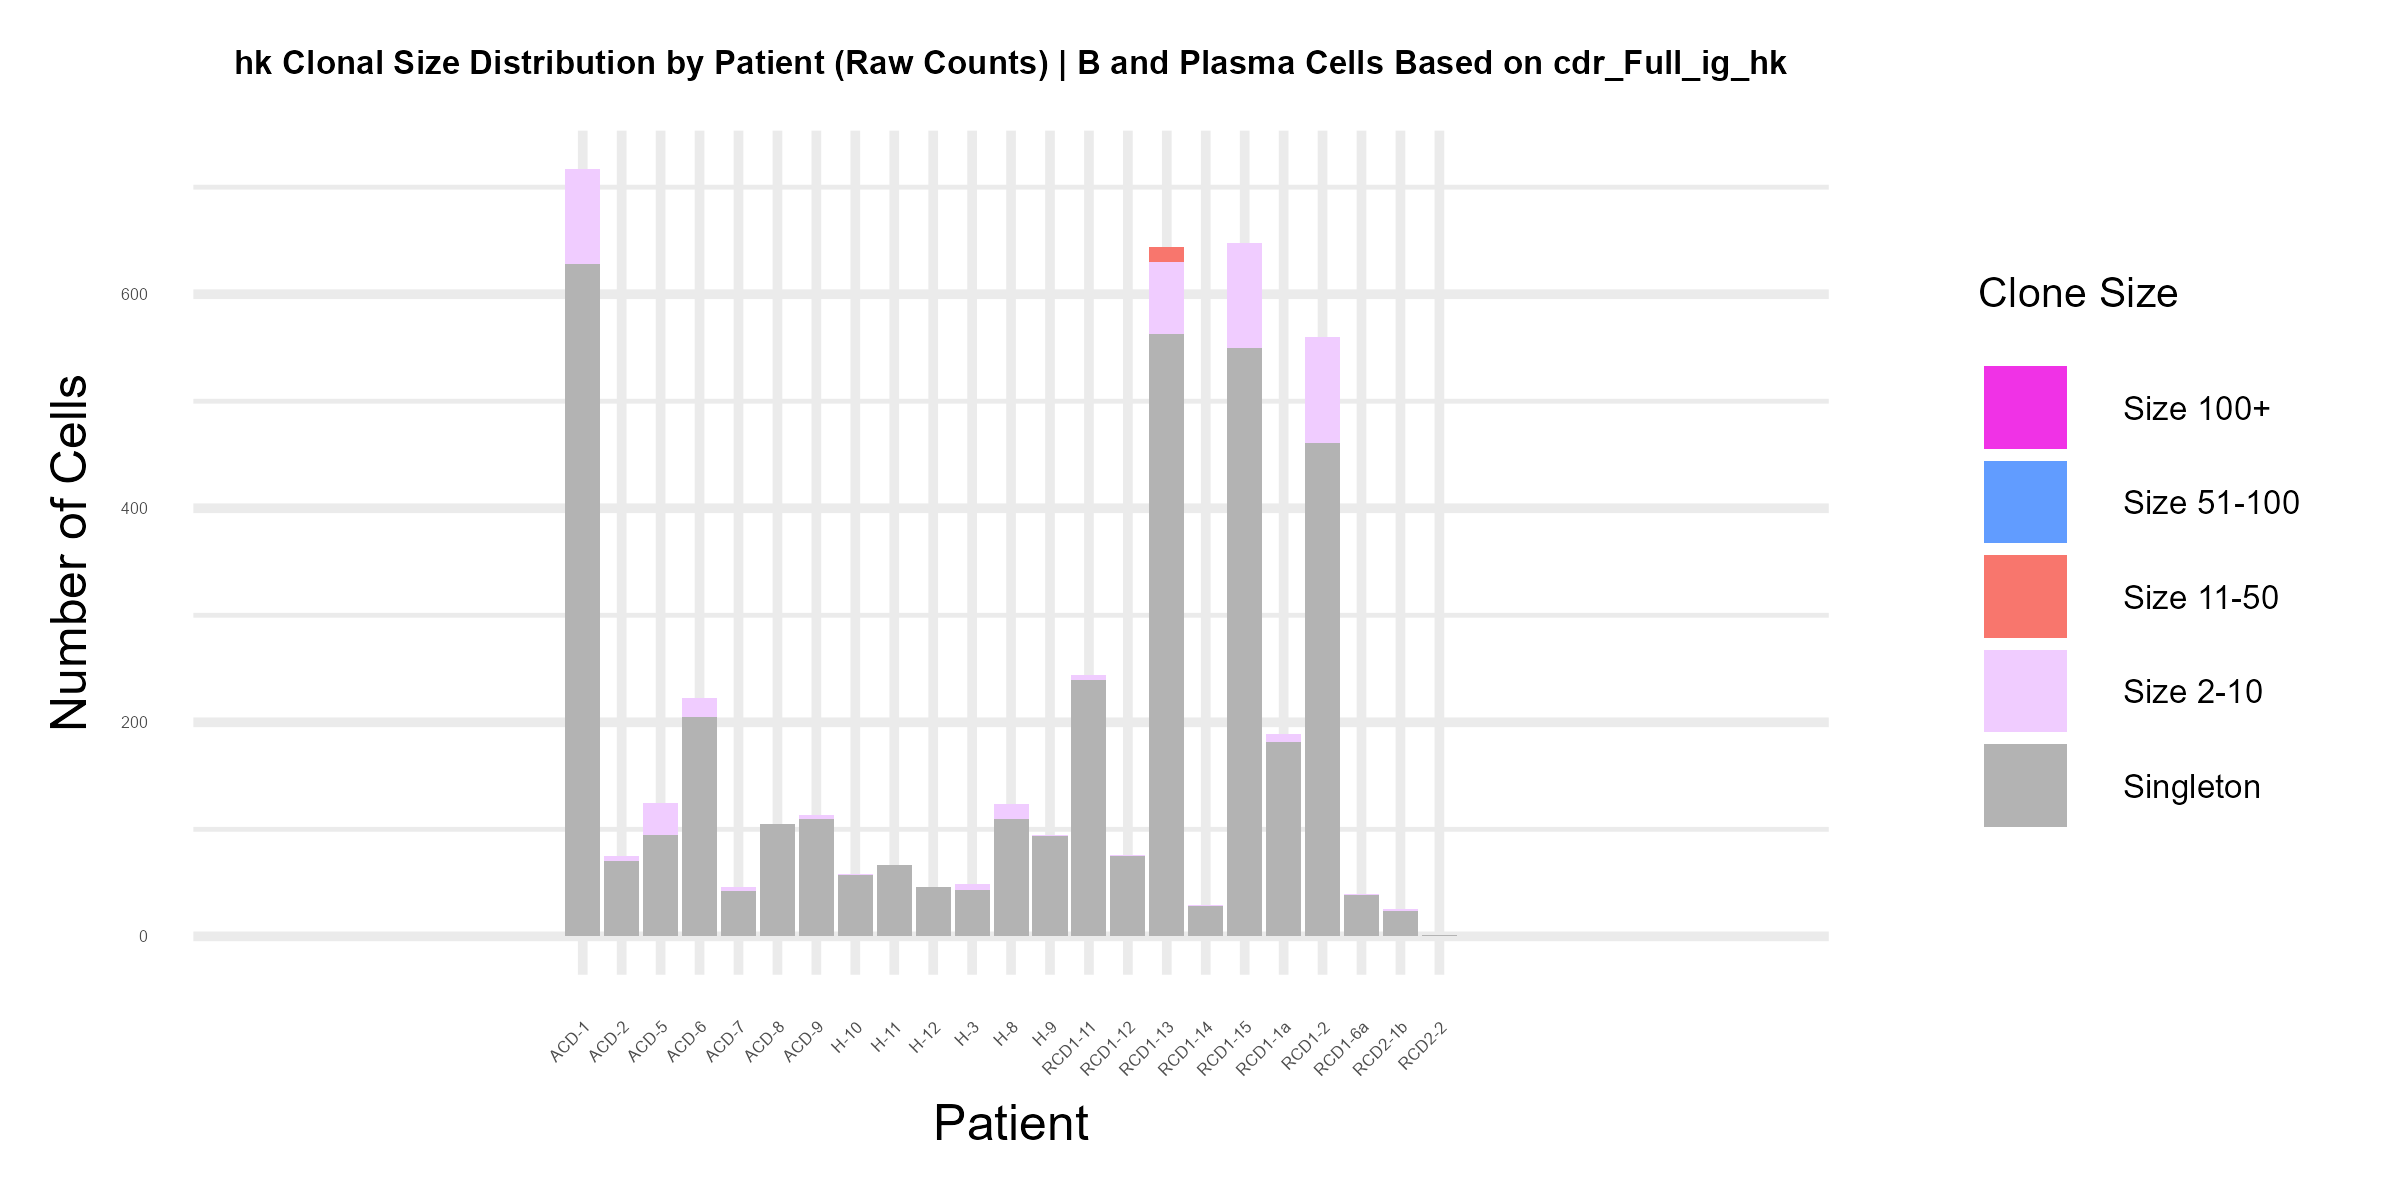 hk Clonal Size Distribution by Patient (Raw Counts) | B and Plasma Cells Based on cdr_Full_ig_hk
Number of Cells
600
400
200
0
ACD-1
ACD-2
ACD-5
ACD-6
ACD-7
ACD-8
ACD-9
H-10
H-11
H-12
H-3
H-8
H-9
RCD1-11
RCD1-12
RCD1-13
RCD1-14
RCD1-15
RCD1-1a
RCD1-2
RCD1-6a
RCD2-1b
RCD2-2
Patient
Clone Size
Size 100+
Size 51-100
Size 11-50
Size 2-10
Singleton